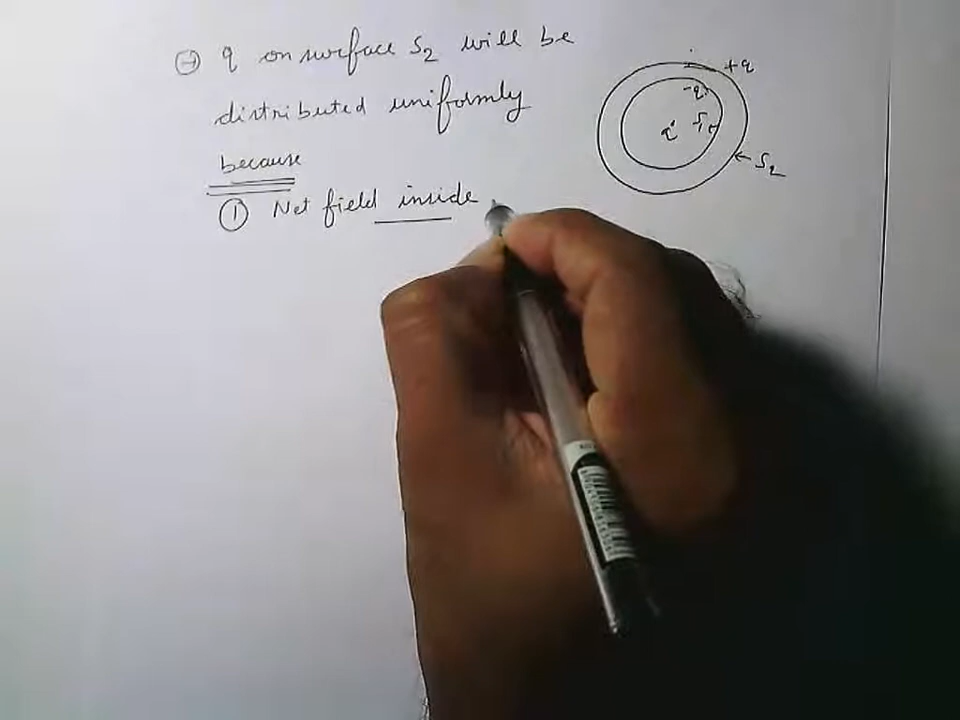 → q on surface S2 will be
distributed uniformly
because
① Net field inside
+q
-q
S1
q
← S2